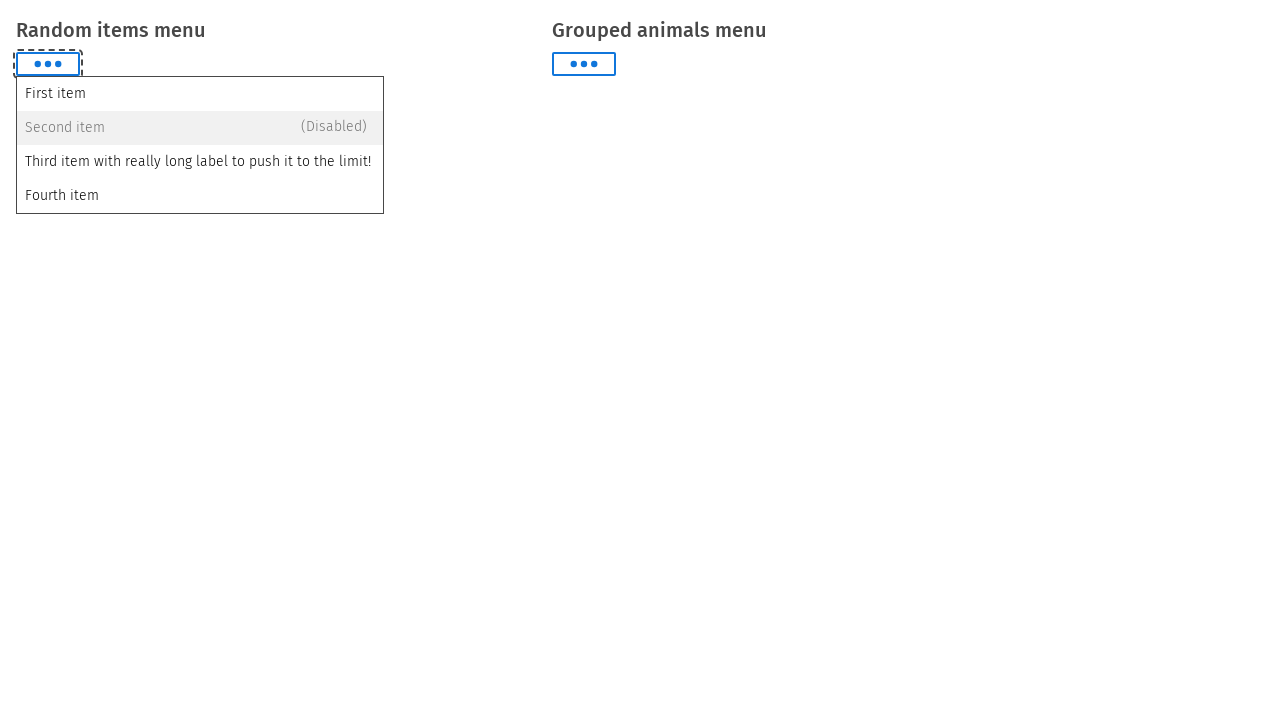 Random items menu
Grouped animals menu
First item
Second item (Disabled)
Third item with really long label to push it to the limit!
Fourth item